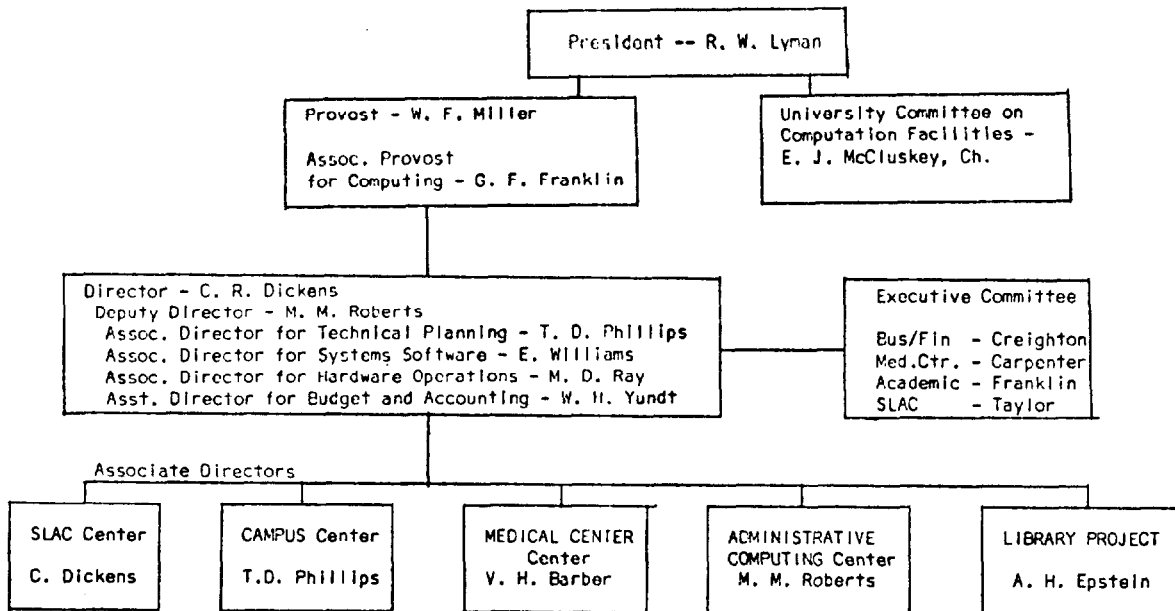 President -- R. W. Lyman
Provost - W. F. Miller
Assoc. Provost
for Computing - G. F. Franklin
University Committee on
Computation Facilities -
E. J. McCluskey, Ch.
Director - C. R. Dickens
Deputy Director - M. M. Roberts
Assoc. Director for Technical Planning - T. D. Phillips
Assoc. Director for Systems Software - E. Williams
Assoc. Director for Hardware Operations - M. D. Ray
Asst. Director for Budget and Accounting - W. H. Yundt
Executive Committee
Bus/Fin - Creighton
Med.Ctr. - Carpenter
Academic - Franklin
SLAC - Taylor
Associate Directors
SLAC Center
C. Dickens
CAMPUS Center
T.D. Phillips
MEDICAL CENTER
Center
V. H. Barber
ADMINISTRATIVE
COMPUTING Center
M. M. Roberts
LIBRARY PROJECT
A. H. Epstein